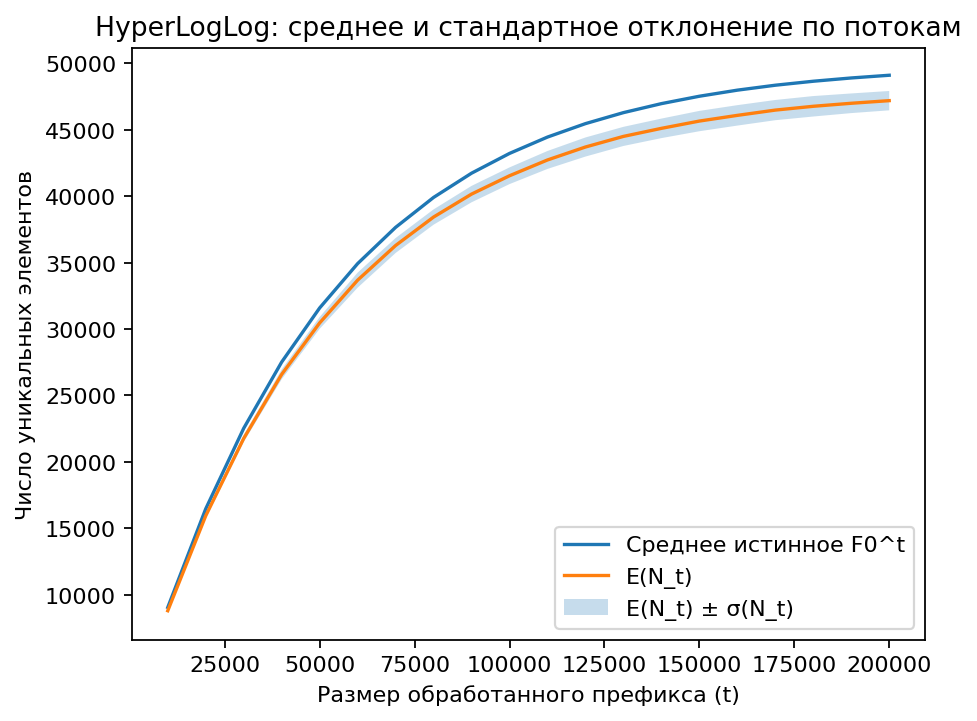 HyperLogLog: среднее и стандартное отклонение по потокам
50000
45000
40000
35000
30000
25000
20000
15000
10000
Число уникальных элементов
Среднее истинное F0^t
E(N_t)
E(N_t) ± σ(N_t)
25000 50000 75000 100000 125000 150000 175000 200000
Размер обработанного префикса (t)